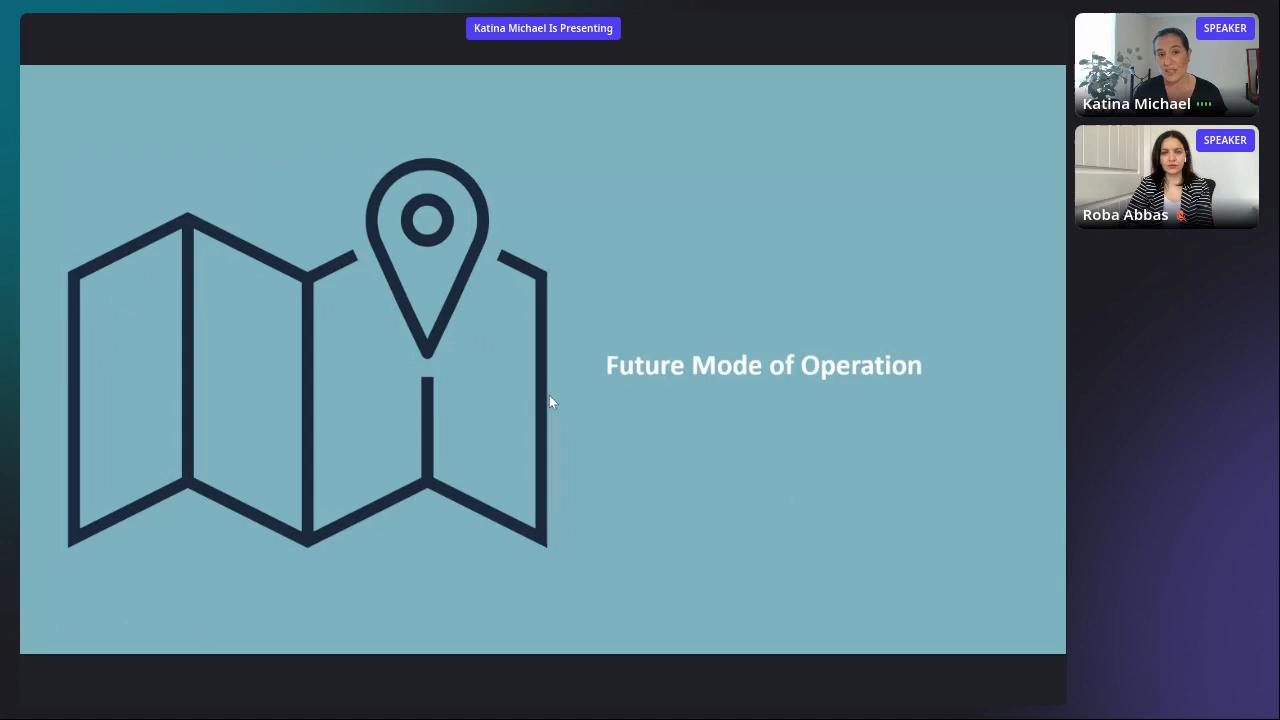 Katina Michael Is Presenting
SPEAKER
Katina Michael
SPEAKER
Roba Abbas
Future Mode of Operation